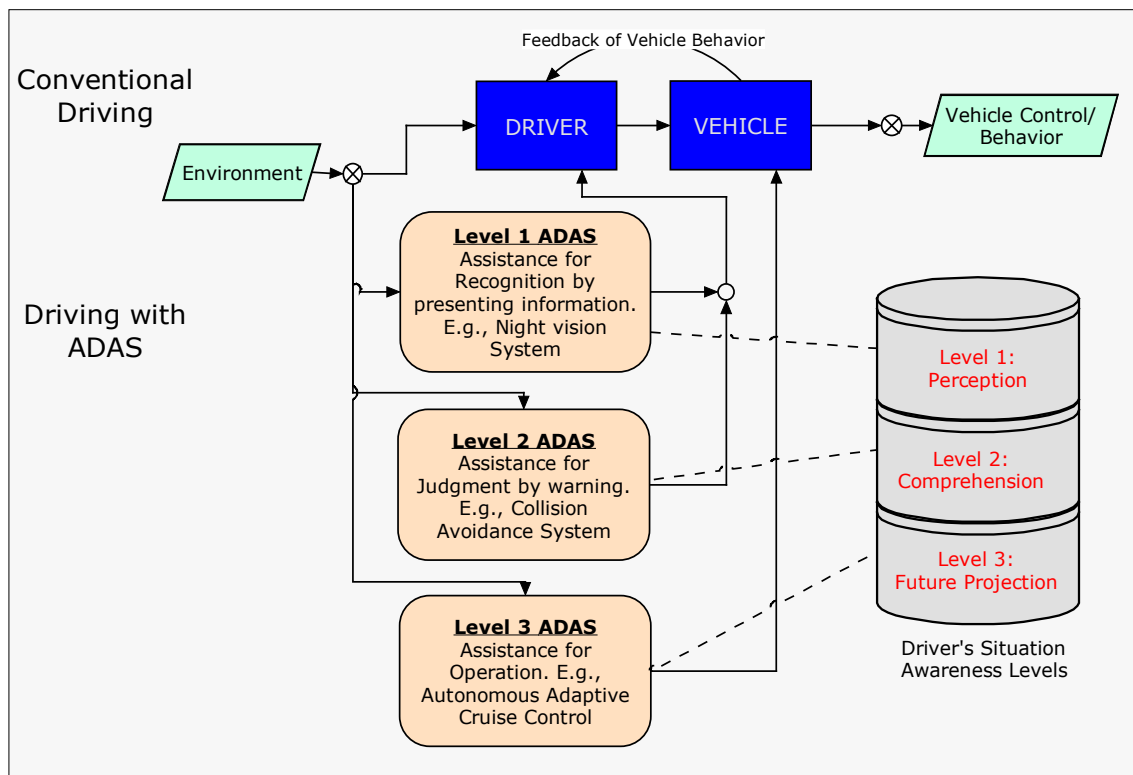 Feedback of Vehicle Behavior
Conventional
Driving
DRIVER
VEHICLE
Vehicle Control/
Behavior
Environment
Driving with
ADAS
Level 1 ADAS
Assistance for
Recognition by
presenting information.
E.g., Night vision
System
Level 2 ADAS
Assistance for
Judgment by warning.
E.g., Collision
Avoidance System
Level 3 ADAS
Assistance for
Operation. E.g.,
Autonomous Adaptive
Cruise Control
Level 1:
Perception
Level 2:
Comprehension
Level 3:
Future Projection
Driver's Situation
Awareness Levels